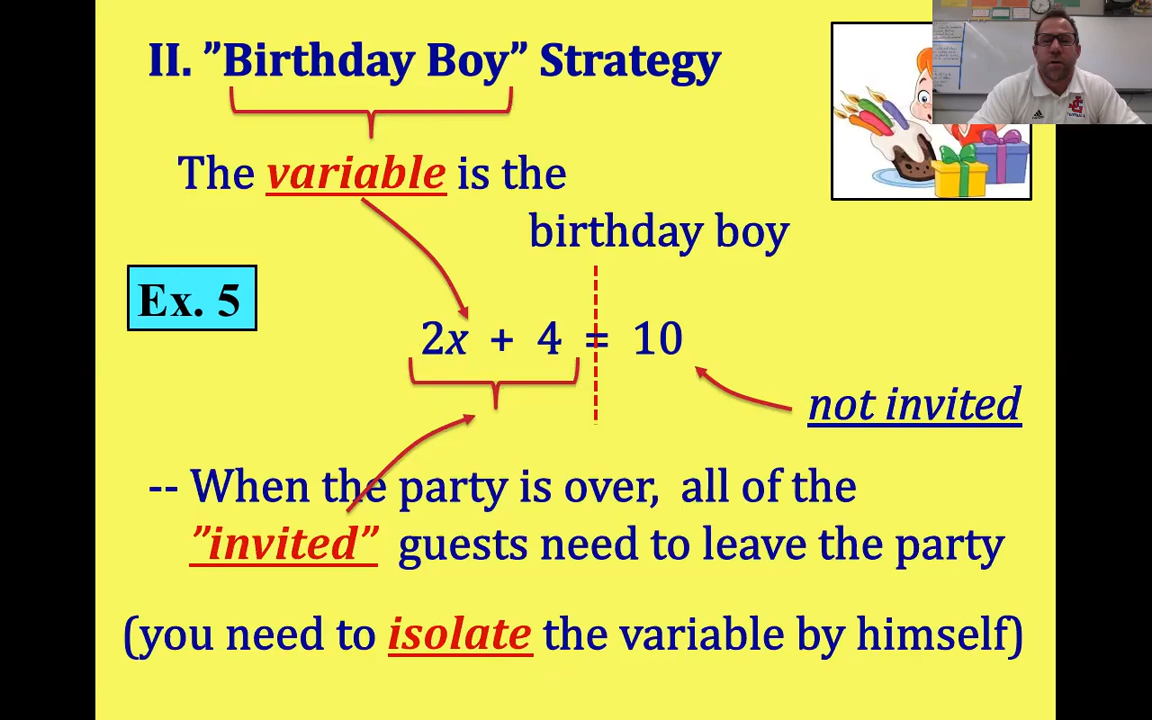 II. ”Birthday Boy” Strategy
The variable is the
birthday boy
Ex. 5
2x + 4 = 10
not invited
-- When the party is over, all of the
”invited” guests need to leave the party
(you need to isolate the variable by himself)